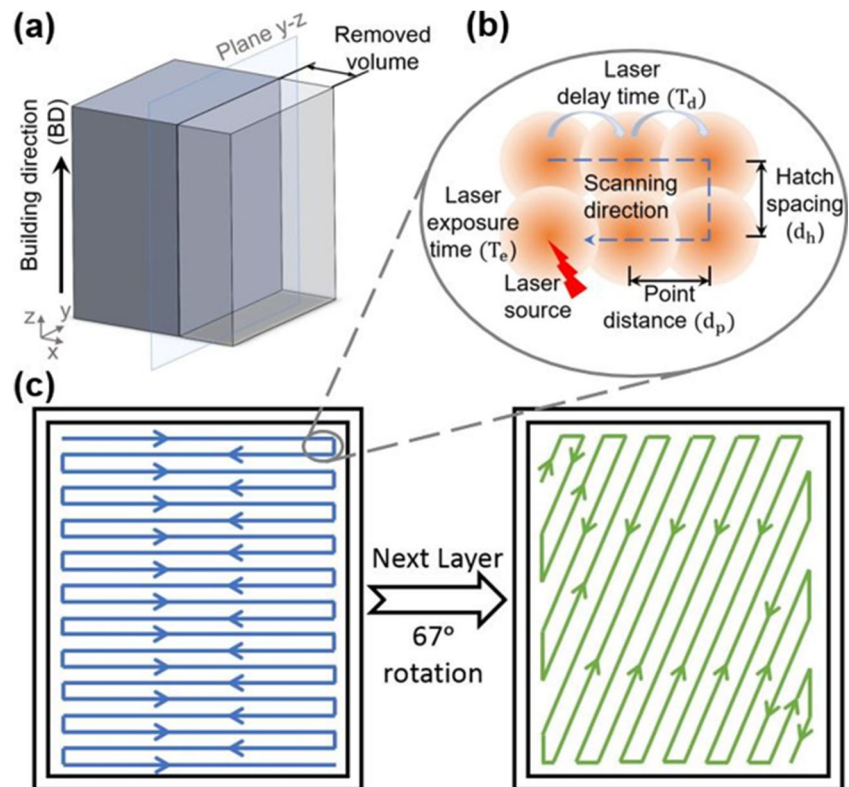 (a)
Plane y-z
Removed
volume
Building direction
(BD)
z
y
x
(b)
Laser
delay time (T_d)
Scanning
direction
Hatch
spacing
(d_h)
Laser
exposure
time (T_e)
Laser
source
Point
distance (d_p)
(c)
Next Layer
67°
rotation